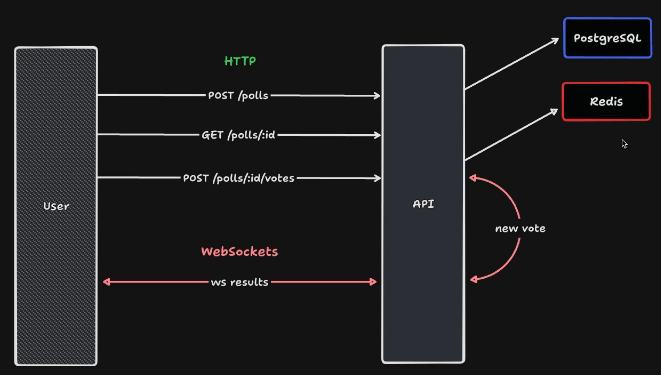 PostgreSQL
HTTP
POST /polls
Redis
GET /polls/:id
POST /polls/:id/votes
User
API
new vote
WebSockets
ws results